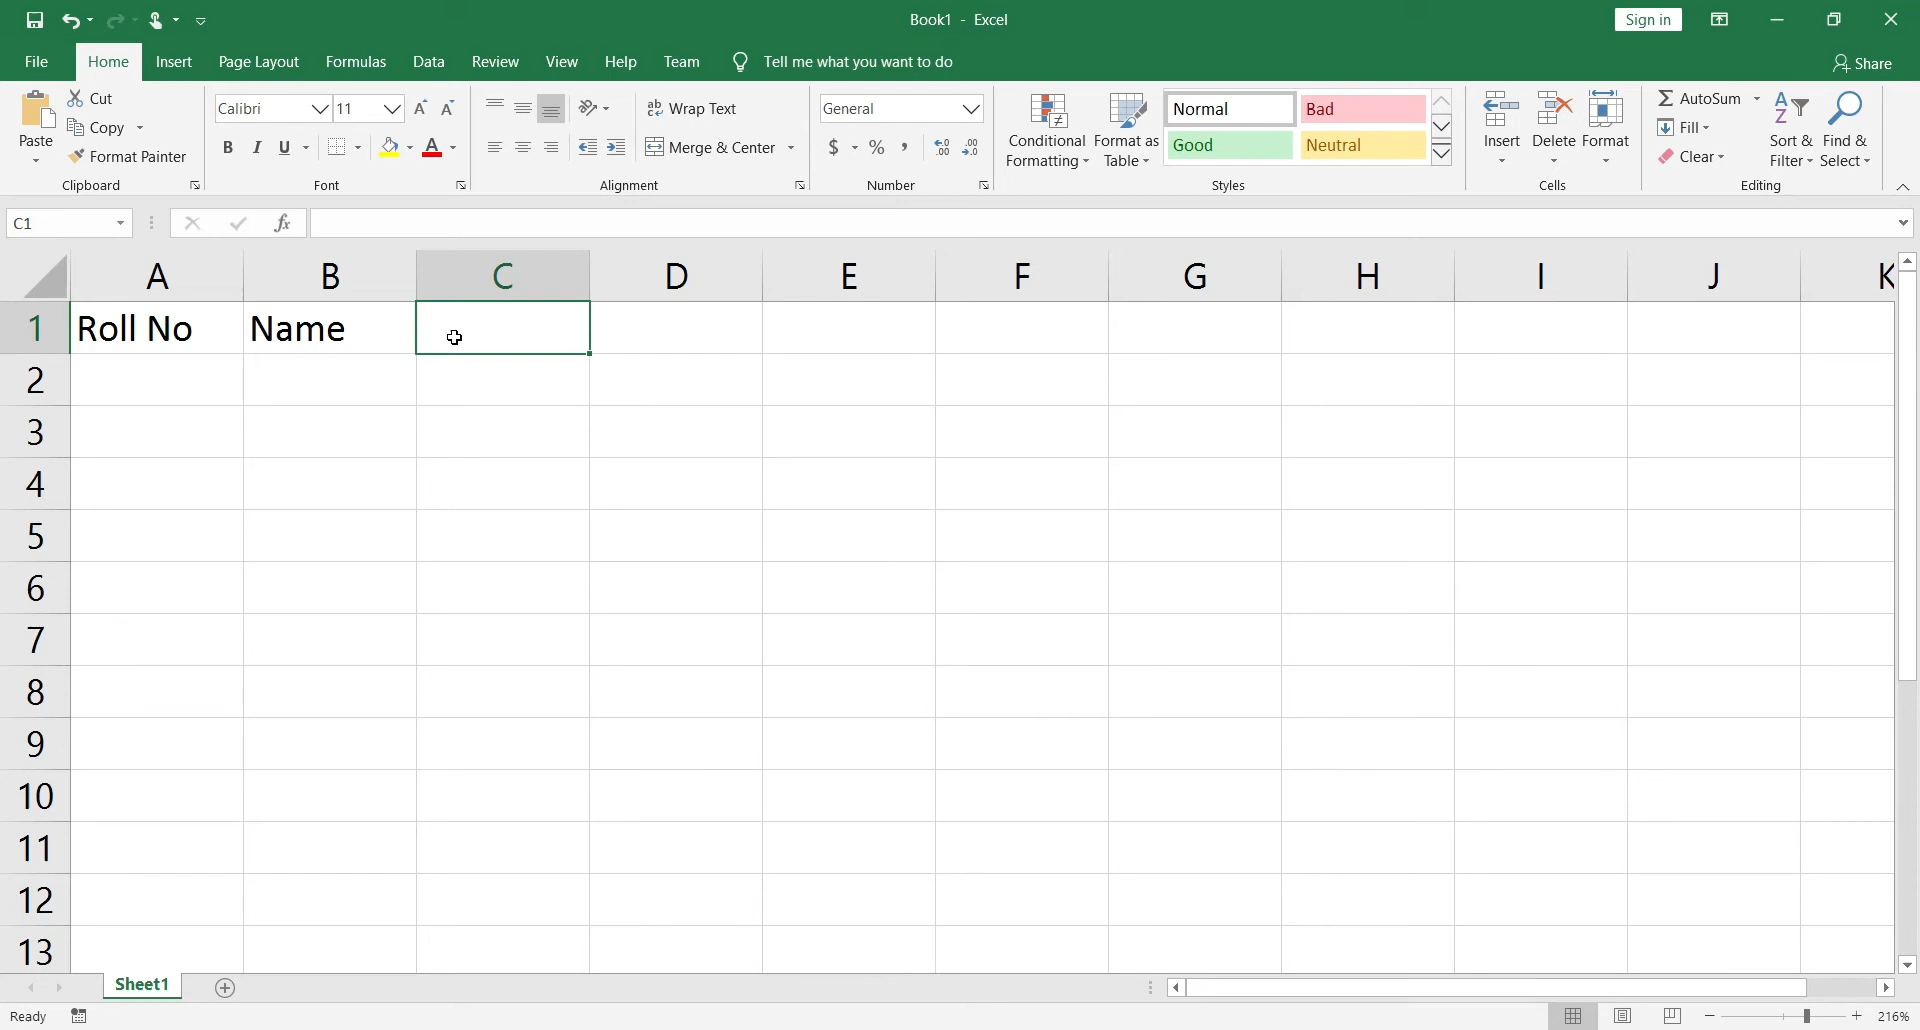 Book1 - Excel
Sign in
File Home Insert Page Layout Formulas Data Review View Help Team Tell me what you want to do
Share
Paste
Cut
Copy
Format Painter
Clipboard
Calibri 11
B I U
Font
Wrap Text
Merge & Center
Alignment
General
$ % ,
Number
Conditional Formatting
Format as Table
Normal Bad
Good Neutral
Styles
Insert Delete Format
Cells
AutoSum
Fill
Clear
Sort & Filter
Find & Select
Editing
C1
fx
A B C D E F G H I J K
1 Roll No Name
2
3
4
5
6
7
8
9
10
11
12
13
Sheet1
Ready
216%